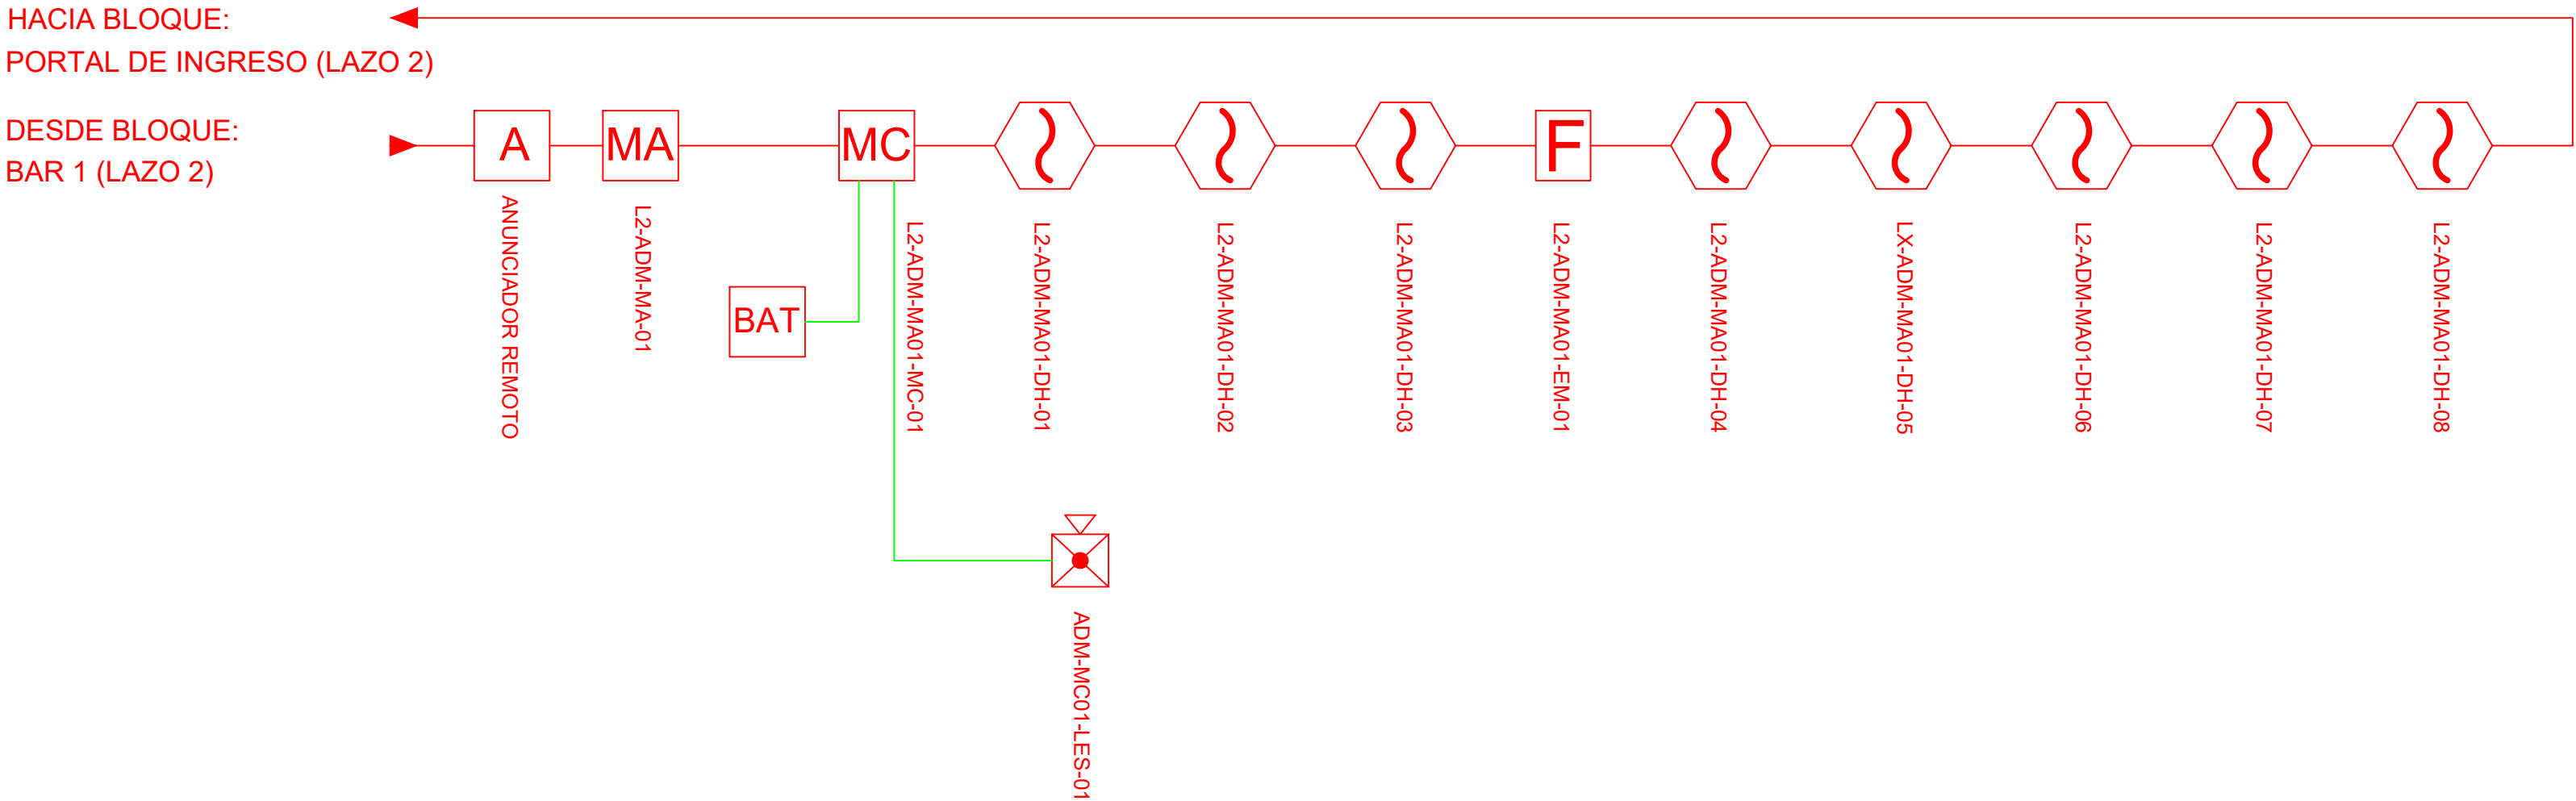 HACIA BLOQUE:
PORTAL DE INGRESO (LAZO 2)
DESDE BLOQUE:
BAR 1 (LAZO 2)
A
MA
MC
F
ANUNCIADOR REMOTO
L2-ADM-MA-01
L2-ADM-MA01-MC-01
L2-ADM-MA01-DH-01
L2-ADM-MA01-DH-02
L2-ADM-MA01-DH-03
L2-ADM-MA01-EM-01
L2-ADM-MA01-DH-04
LX-ADM-MA01-DH-05
L2-ADM-MA01-DH-06
L2-ADM-MA01-DH-07
L2-ADM-MA01-DH-08
BAT
ADM-MC01-LES-01